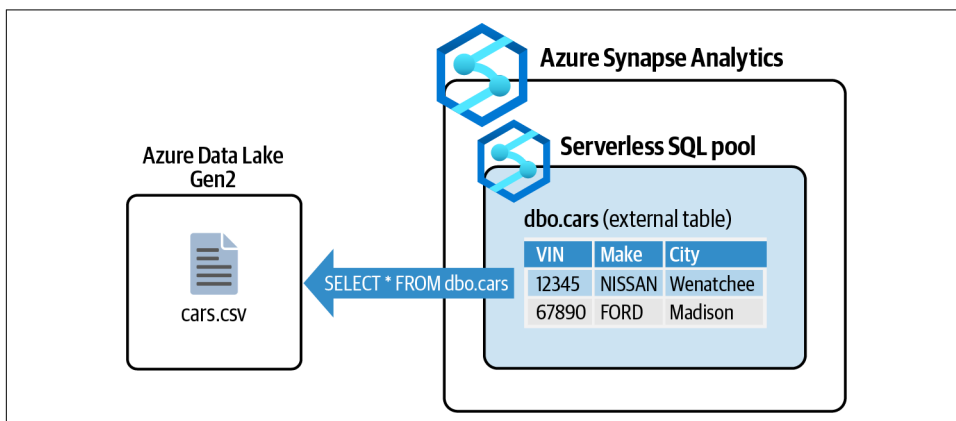 Azure Synapse Analytics
Serverless SQL pool
Azure Data Lake
Gen2
cars.csv
SELECT * FROM dbo.cars
dbo.cars (external table)
VIN Make City
12345 NISSAN Wenatchee
67890 FORD Madison